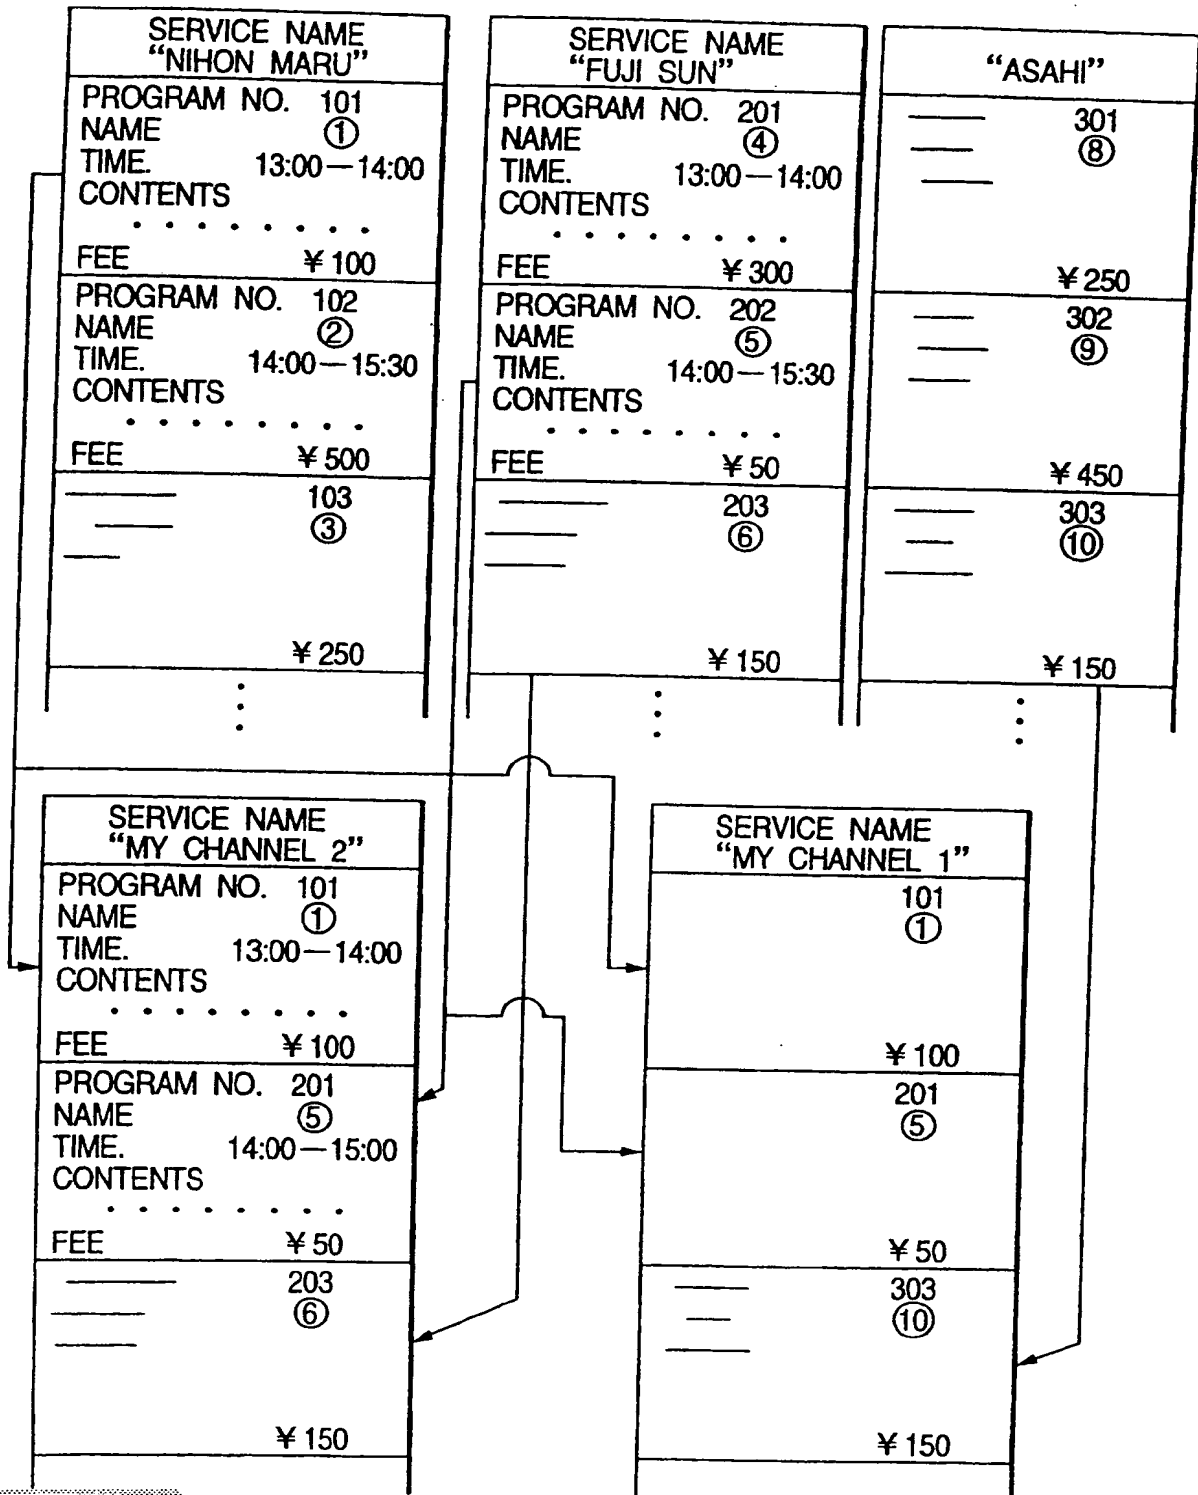 SERVICE NAME
“NIHON MARU”
PROGRAM NO. 101
NAME ①
TIME. 13:00—14:00
CONTENTS
. . . . . . . .
FEE ¥100
PROGRAM NO. 102
NAME ②
TIME. 14:00—15:30
CONTENTS
. . . . . . . .
FEE ¥500
103
③
¥250
SERVICE NAME
“FUJI SUN”
PROGRAM NO. 201
NAME ④
TIME. 13:00—14:00
CONTENTS
. . . . . . . .
FEE ¥300
PROGRAM NO. 202
NAME ⑤
TIME. 14:00—15:30
CONTENTS
. . . . . . . .
FEE ¥50
203
⑥
¥150
“ASAHI”
301
⑧
¥250
302
⑨
¥450
303
⑩
¥150
SERVICE NAME
“MY CHANNEL 2”
PROGRAM NO. 101
NAME ①
TIME. 13:00—14:00
CONTENTS
. . . . . . . .
FEE ¥100
PROGRAM NO. 201
NAME ⑤
TIME. 14:00—15:00
CONTENTS
. . . . . . . .
FEE ¥50
203
⑥
¥150
SERVICE NAME
“MY CHANNEL 1”
101
①
¥100
201
⑤
¥50
303
⑩
¥150